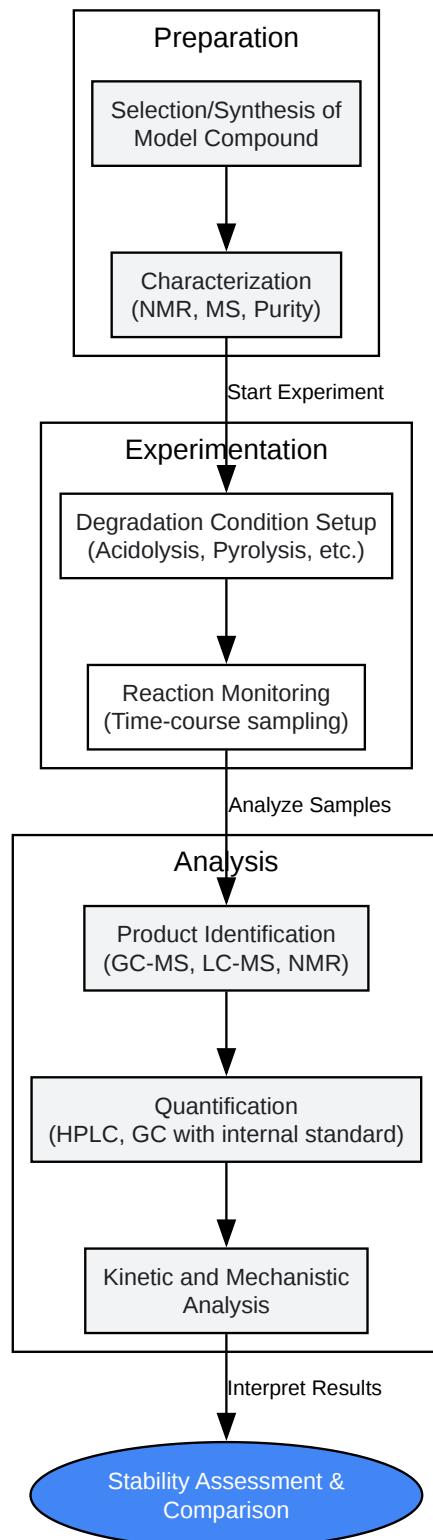 Preparation
Selection/Synthesis of
Model Compound
Characterization
(NMR, MS, Purity)
Start Experiment
Experimentation
Degradation Condition Setup
(Acidolysis, Pyrolysis, etc.)
Reaction Monitoring
(Time-course sampling)
Analyze Samples
Analysis
Product Identification
(GC-MS, LC-MS, NMR)
Quantification
(HPLC, GC with internal standard)
Kinetic and Mechanistic
Analysis
Interpret Results
Stability Assessment &
Comparison